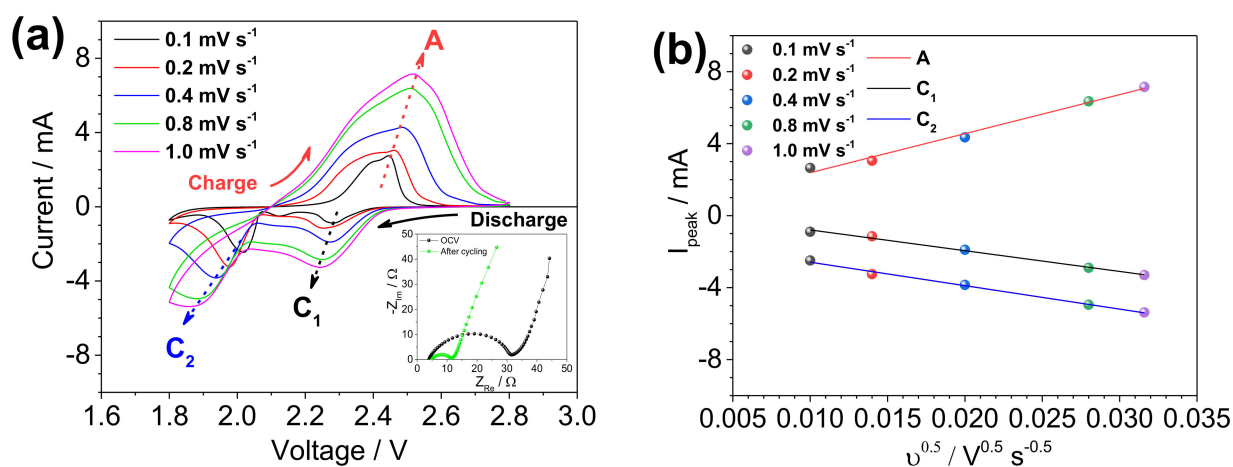 (a)
0.1 mV s⁻¹
0.2 mV s⁻¹
0.4 mV s⁻¹
0.8 mV s⁻¹
1.0 mV s⁻¹
A
Charge
Discharge
C₁
C₂
8
4
0
-4
-8
Current / mA
1.6 1.8 2.0 2.2 2.4 2.6 2.8 3.0
Voltage / V
OCV
After cycling
-50
-40
-30
-20
-10
0
-Z_Im / Ω
0 10 20 30 40 50
Z_Re / Ω
(b)
0.1 mV s⁻¹
0.2 mV s⁻¹
0.4 mV s⁻¹
0.8 mV s⁻¹
1.0 mV s⁻¹
A
C₁
C₂
8
4
0
-4
-8
I_peak / mA
0.005 0.010 0.015 0.020 0.025 0.030 0.035
υ^0.5 / V^0.5 s^-0.5